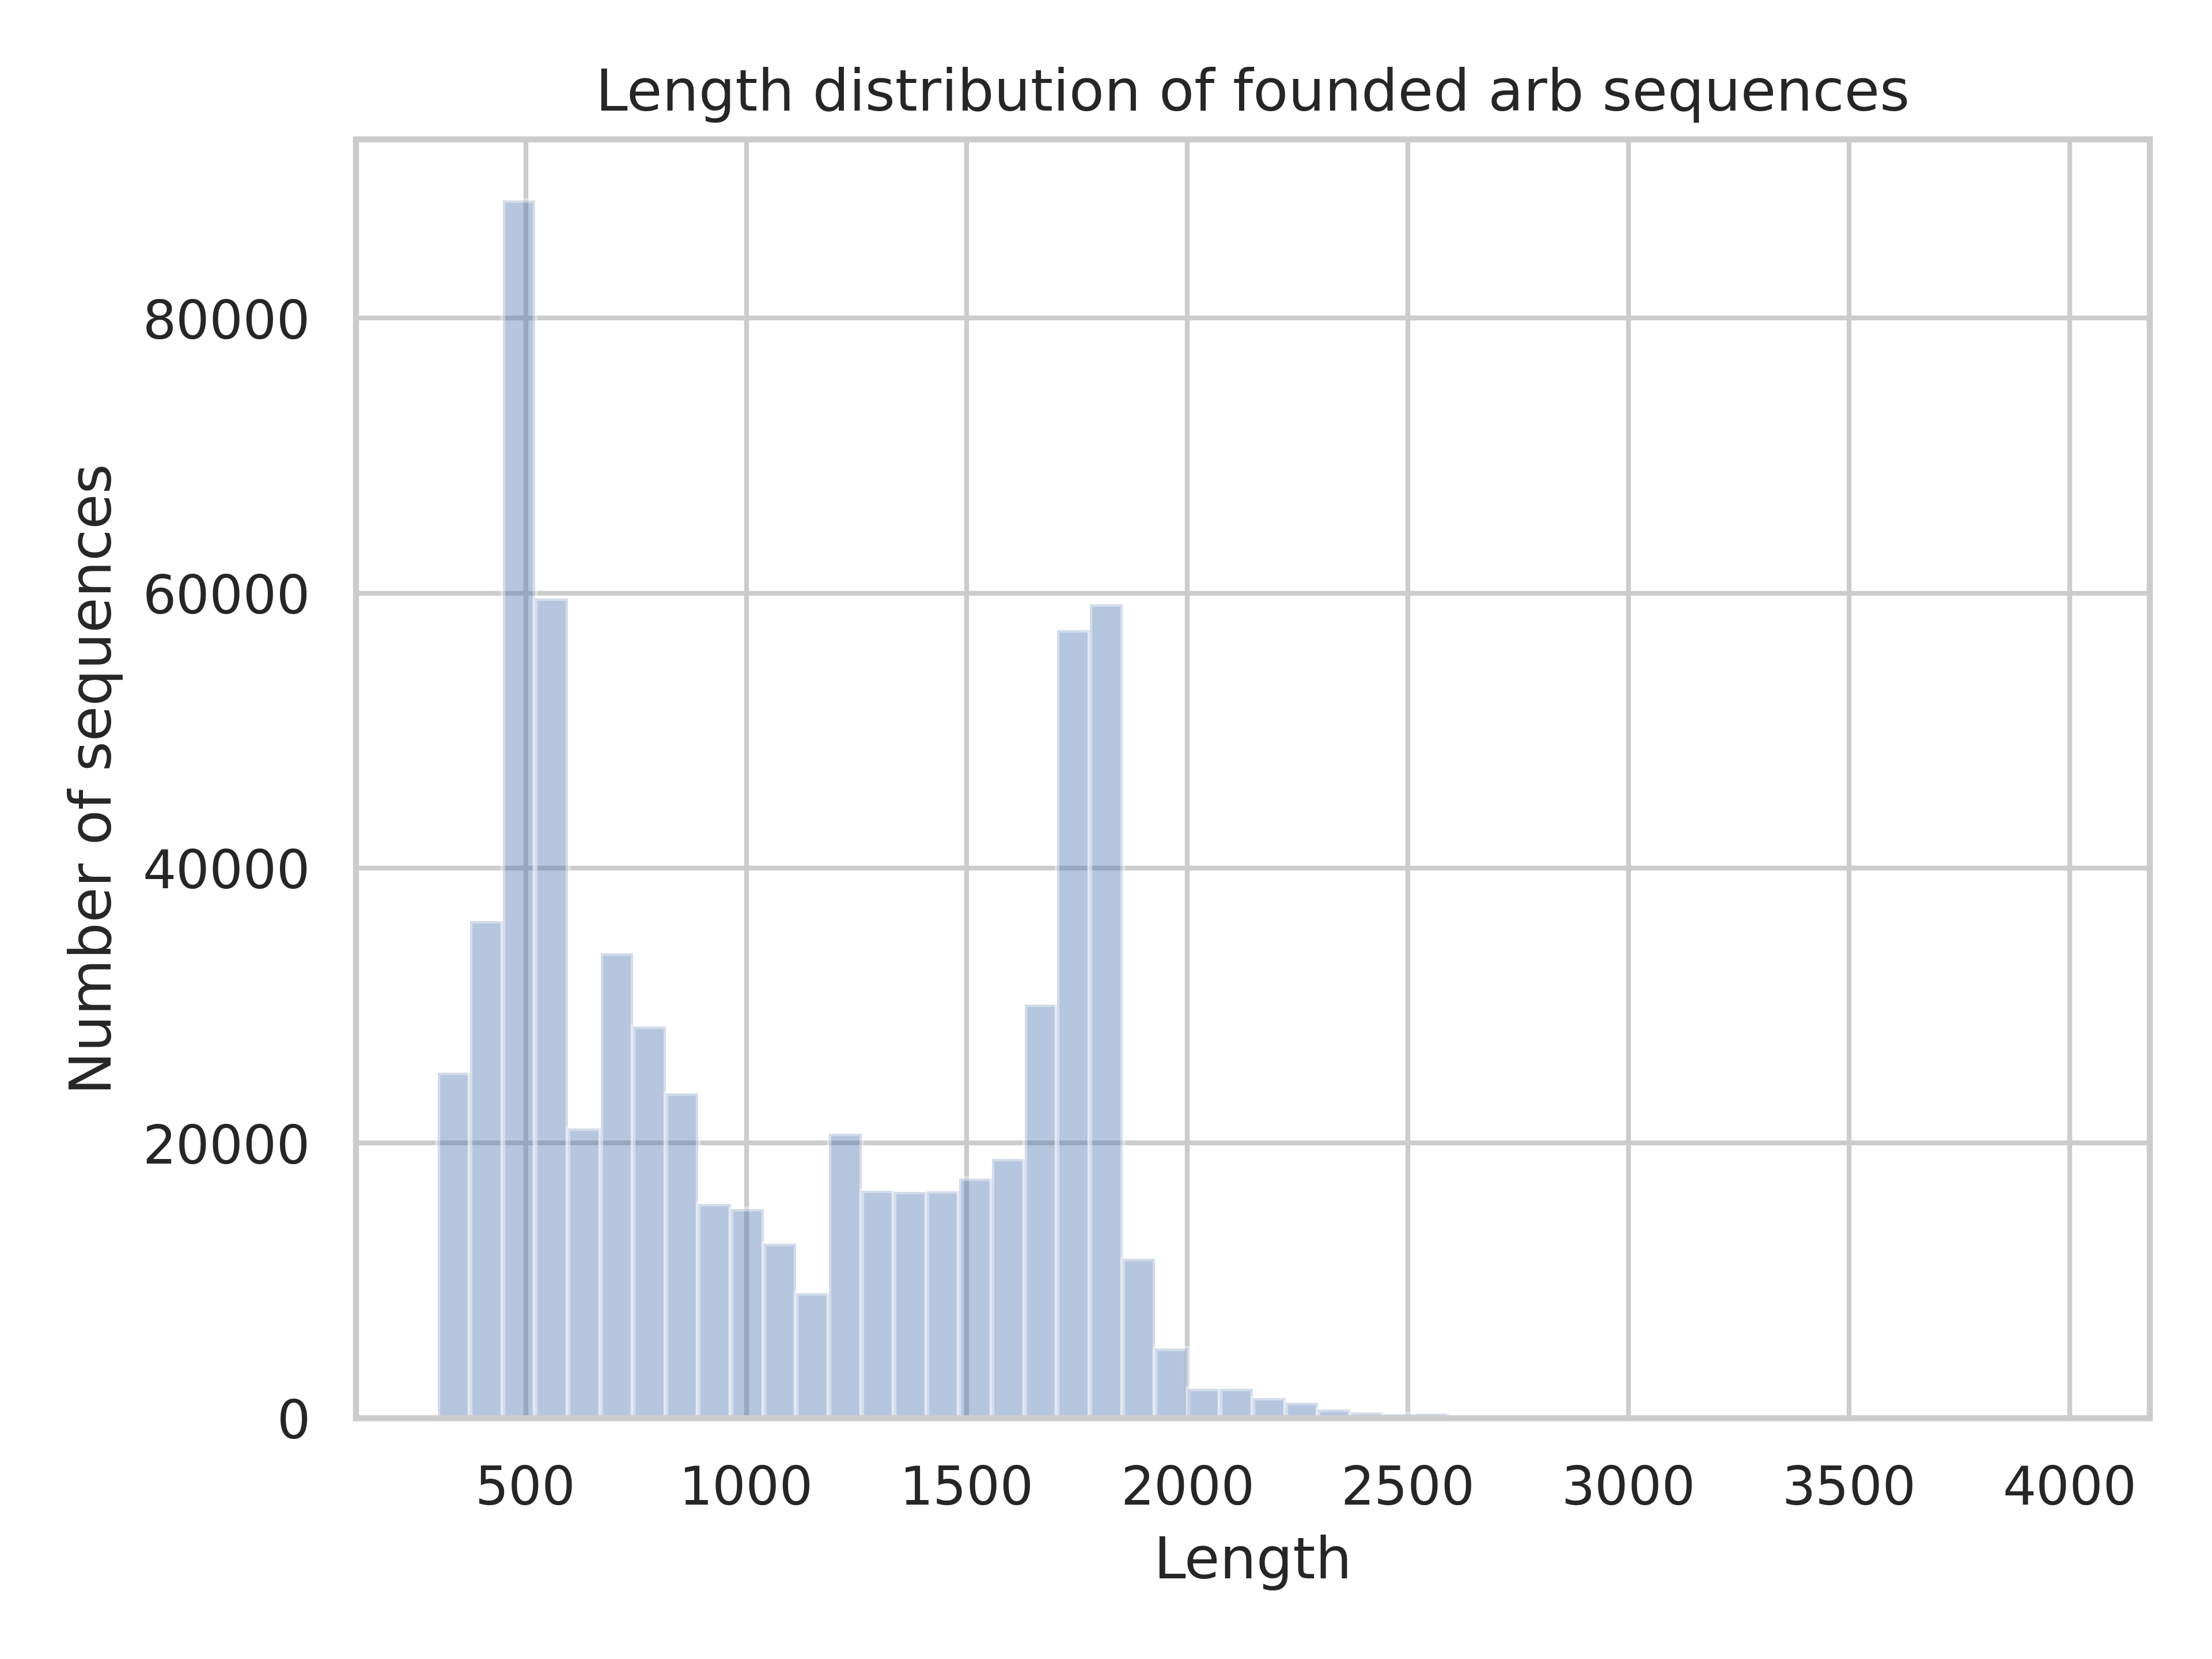 Length distribution of founded arb sequences
Number of sequences
80000
60000
40000
20000
0
500 1000 1500 2000 2500 3000 3500 4000
Length